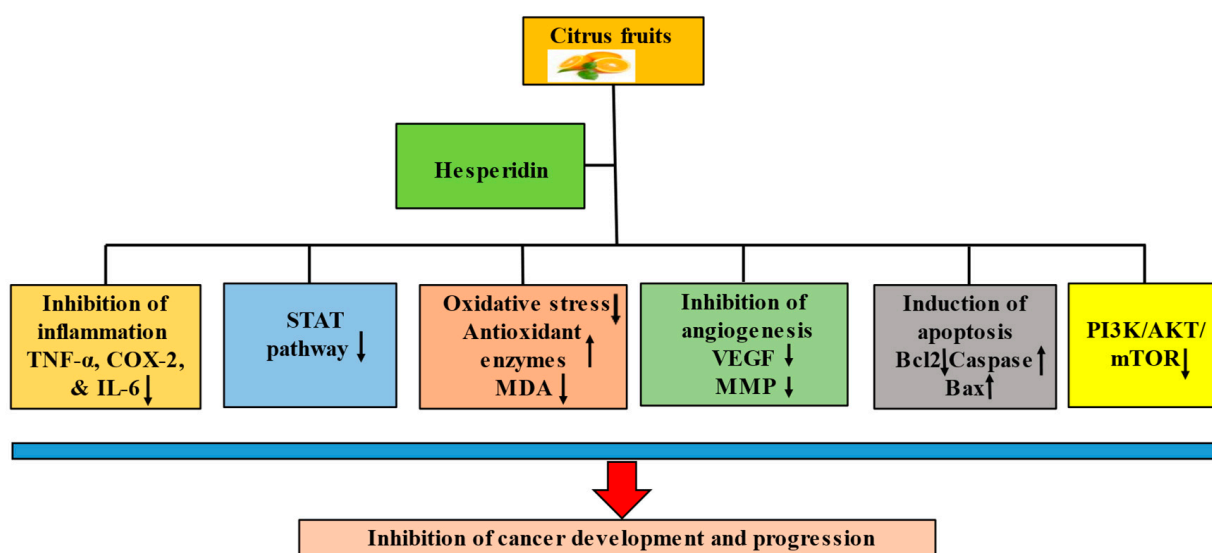 Citrus fruits
Hesperidin
Inhibition of
inflammation
TNF-α, COX-2,
& IL-6↓
STAT
pathway ↓
Oxidative stress↓
Antioxidant
enzymes ↑
MDA ↓
Inhibition of
angiogenesis
VEGF ↓
MMP ↓
Induction of
apoptosis
Bcl2↓Caspase↑
Bax↑
PI3K/AKT/
mTOR↓
Inhibition of cancer development and progression